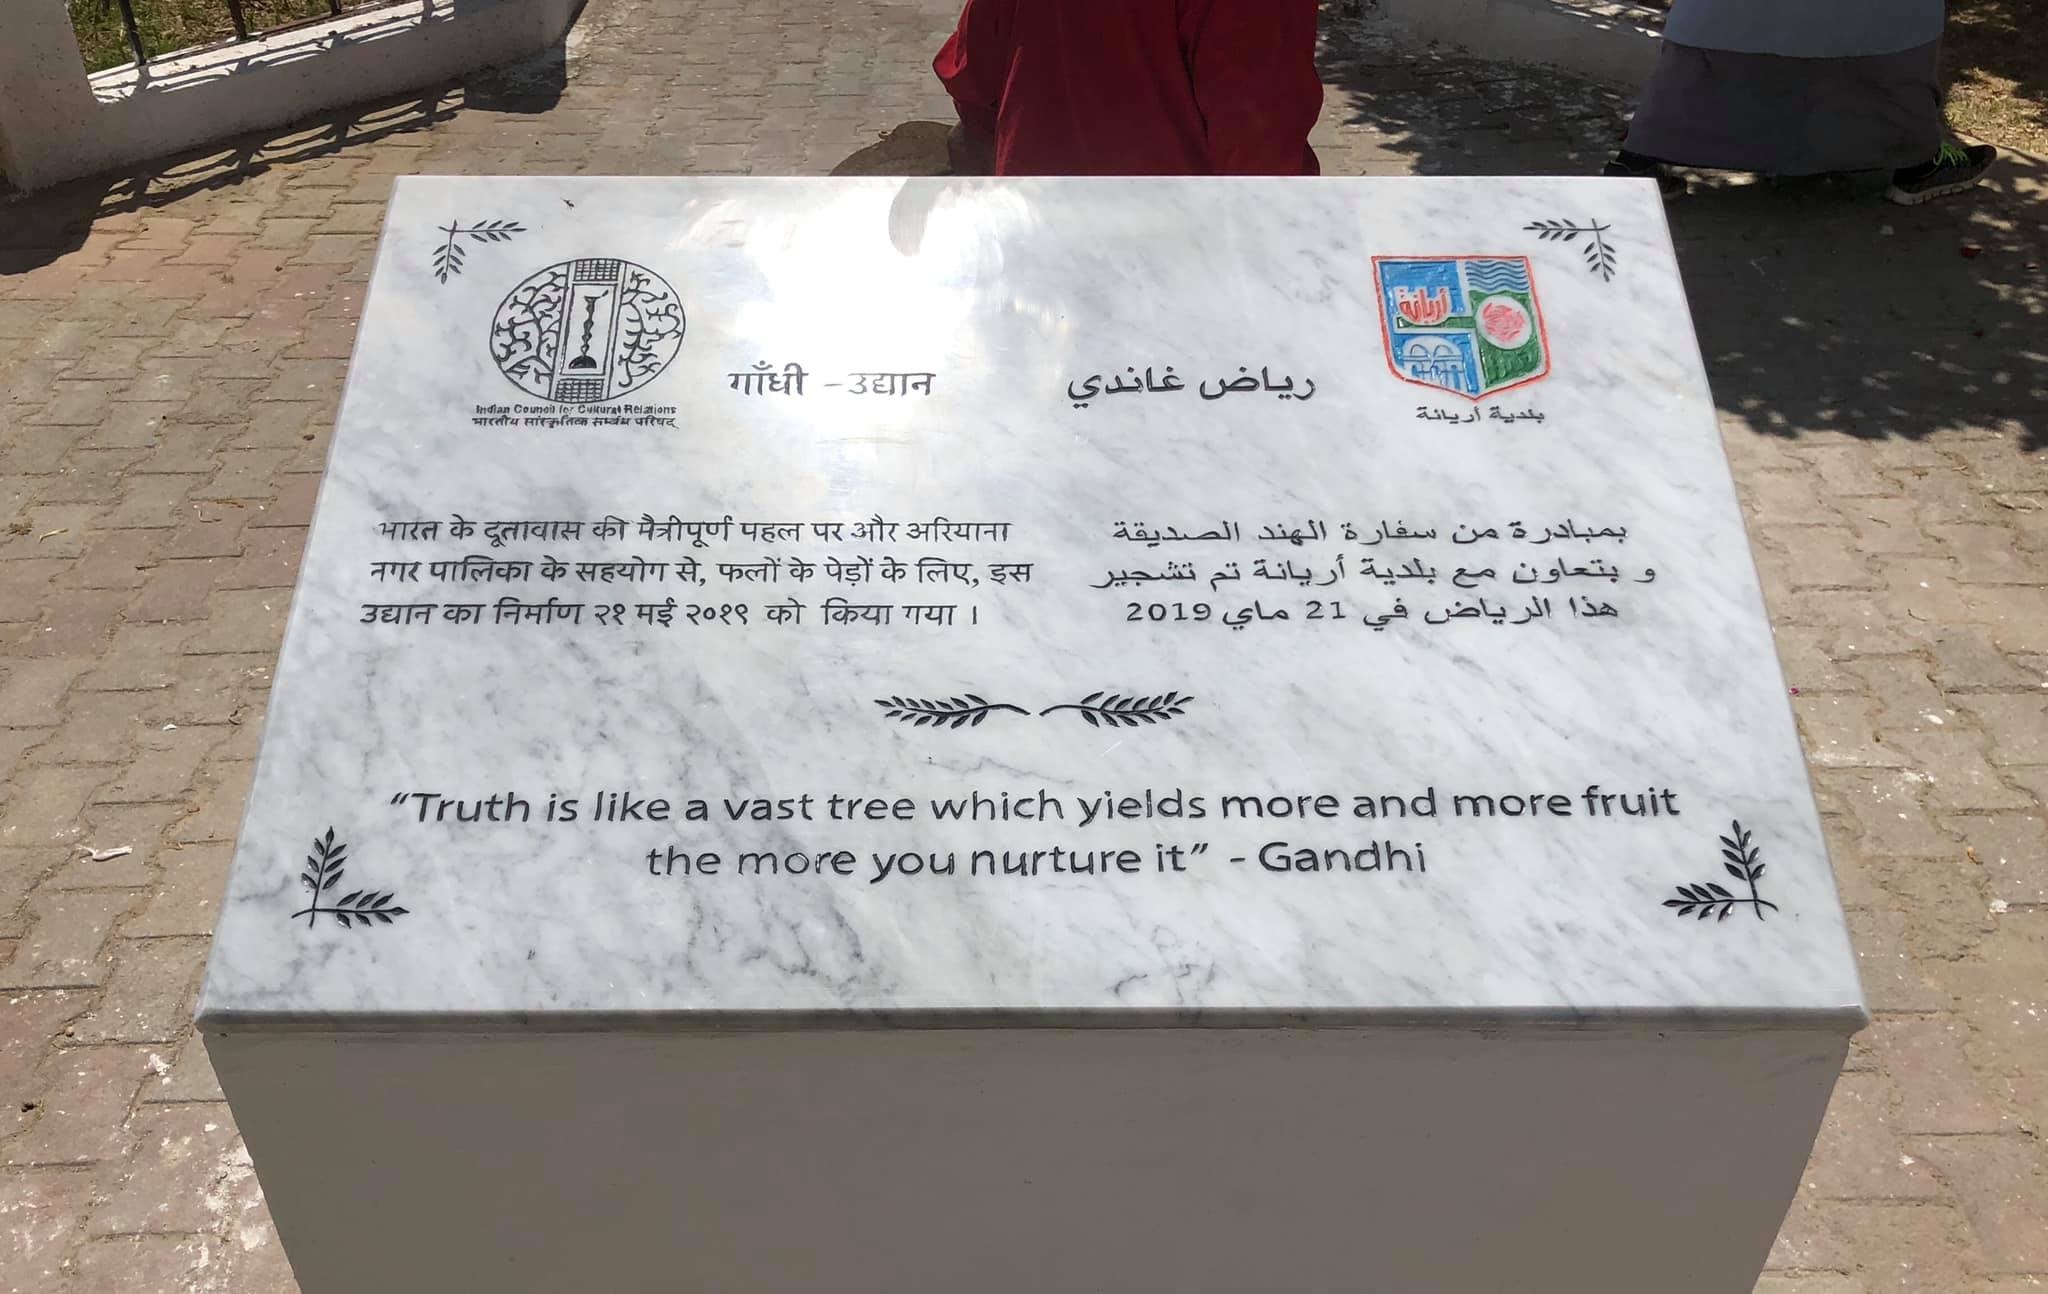 Indian Council for Cultural Relations
भारतीय सांस्कृतिक सम्बंध परिषद्
गाँधी - उद्यान
رياض غاندي
أريانة
بلدية أريانة
भारत के दूतावास की मैत्रीपूर्ण पहल पर और अरियाना
नगर पालिका के सहयोग से, फलों के पेड़ों के लिए, इस
उद्यान का निर्माण २१ मई २०१९ को किया गया ।
بمبادرة من سفارة الهند الصديقة
و بتعاون مع بلدية أريانة تم تشجير
هذا الرياض في 21 ماي 2019
“Truth is like a vast tree which yields more and more fruit
the more you nurture it” - Gandhi